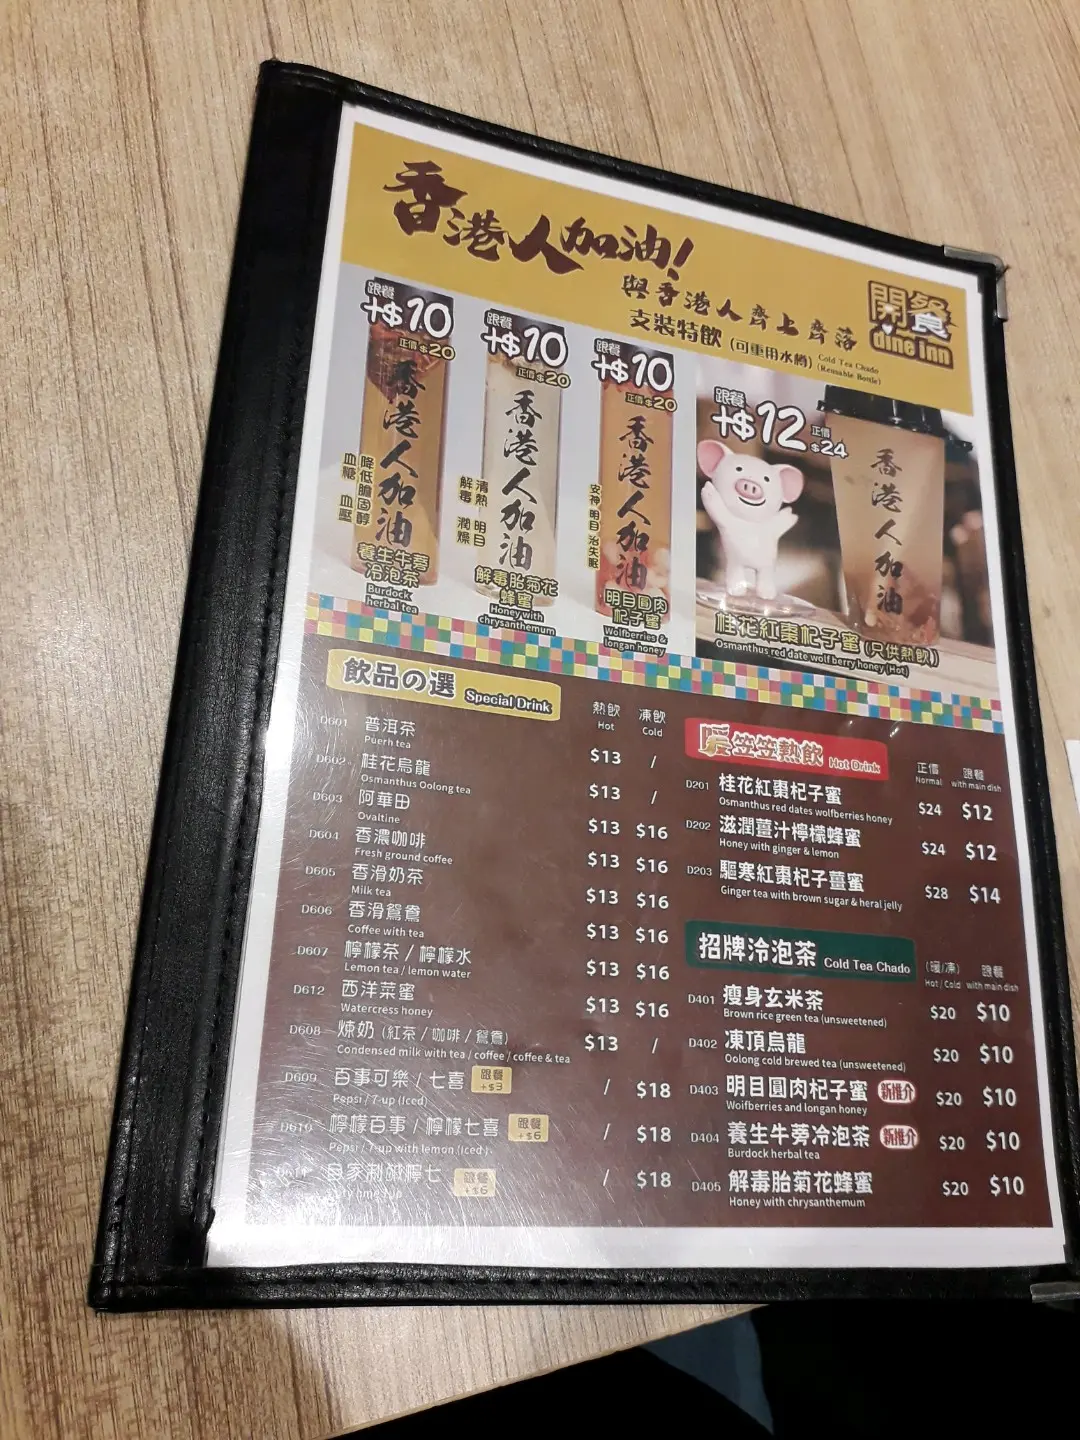 香港人加油!
與香港人齊上齊落
支裝特飲 (可重用水樽) Cold Tea Chado (Reusable Bottle)
開餐
dine inn
跟餐
+$10
正價 $20
香港人加油
降低膽固醇
血糖 血壓
養生牛蒡
冷泡茶
Burdock
herbal tea
跟餐
+$10
正價 $20
香港人加油
清熱 明目
解毒 潤燥
解毒胎菊花
蜂蜜
Honey with
chrysanthemum
跟餐
+$10
正價 $20
香港人加油
安神 明目 治失眠
明目圓肉
杞子蜜
Wolfberries &
longan honey
跟餐
+$12
正價
$24
香港人加油
桂花紅棗杞子蜜 (只供熱飲)
Osmanthus red date wolf berry honey (Hot)
飲品の選 Special Drink
熱飲 凍飲
Hot Cold
D601 普洱茶 $13 /
Puerh tea
D602 桂花烏龍 $13 /
Osmanthus Oolong tea
D603 阿華田 $13 $16
Ovaltine
D604 香濃咖啡 $13 $16
Fresh ground coffee
D605 香滑奶茶 $13 $16
Milk tea
D606 香滑鴛鴦 $13 $16
Coffee with tea
D607 檸檬茶 / 檸檬水 $13 $16
Lemon tea / lemon water
D612 西洋菜蜜 $13 $16
Watercress honey
D608 煉奶 (紅茶 / 咖啡 / 鴛鴦) $13 /
Condensed milk with tea / coffee / coffee & tea
D609 百事可樂 / 七喜 跟餐 +$3 / $18
Pepsi / 7-up (Iced)
D610 檸檬百事 / 檸檬七喜 跟餐 +$6 / $18
Pepsi / 7-up with lemon (Iced)
自家制鹹檸七 跟餐 +$6 / $18
暖笠笠熱飲 Hot Drink
正價 跟餐
Normal with main dish
D201 桂花紅棗杞子蜜 $24 $12
Osmanthus red dates wolfberries honey
D202 滋潤薑汁檸檬蜂蜜 $24 $12
Honey with ginger & lemon
D203 驅寒紅棗杞子薑蜜 $28 $14
Ginger tea with brown sugar & heral jelly
招牌泠泡茶 Cold Tea Chado
(暖/凍) 跟餐
Hot / Cold with main dish
D401 瘦身玄米茶 $20 $10
Brown rice green tea (unsweetened)
D402 凍頂烏龍 $20 $10
Oolong cold brewed tea (unsweetened)
D403 明目圓肉杞子蜜 新推介 $20 $10
Wolfberries and longan honey
D404 養生牛蒡冷泡茶 新推介 $20 $10
Burdock herbal tea
D405 解毒胎菊花蜂蜜 $20 $10
Honey with chrysanthemum